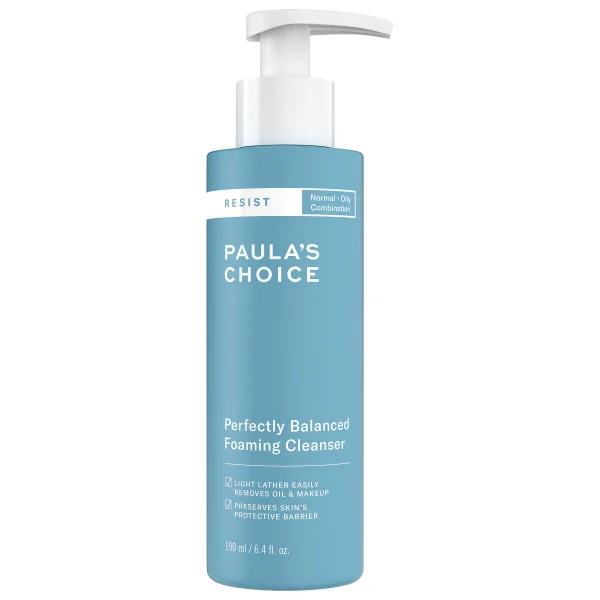 RESIST
Normal • Oily
Combination
PAULA'S
CHOICE
Perfectly Balanced
Foaming Cleanser
☑ LIGHT LATHER EASILY
REMOVES OIL & MAKEUP
☑ PRESERVES SKIN'S
PROTECTIVE BARRIER
190 ml / 6.4 fl. oz.